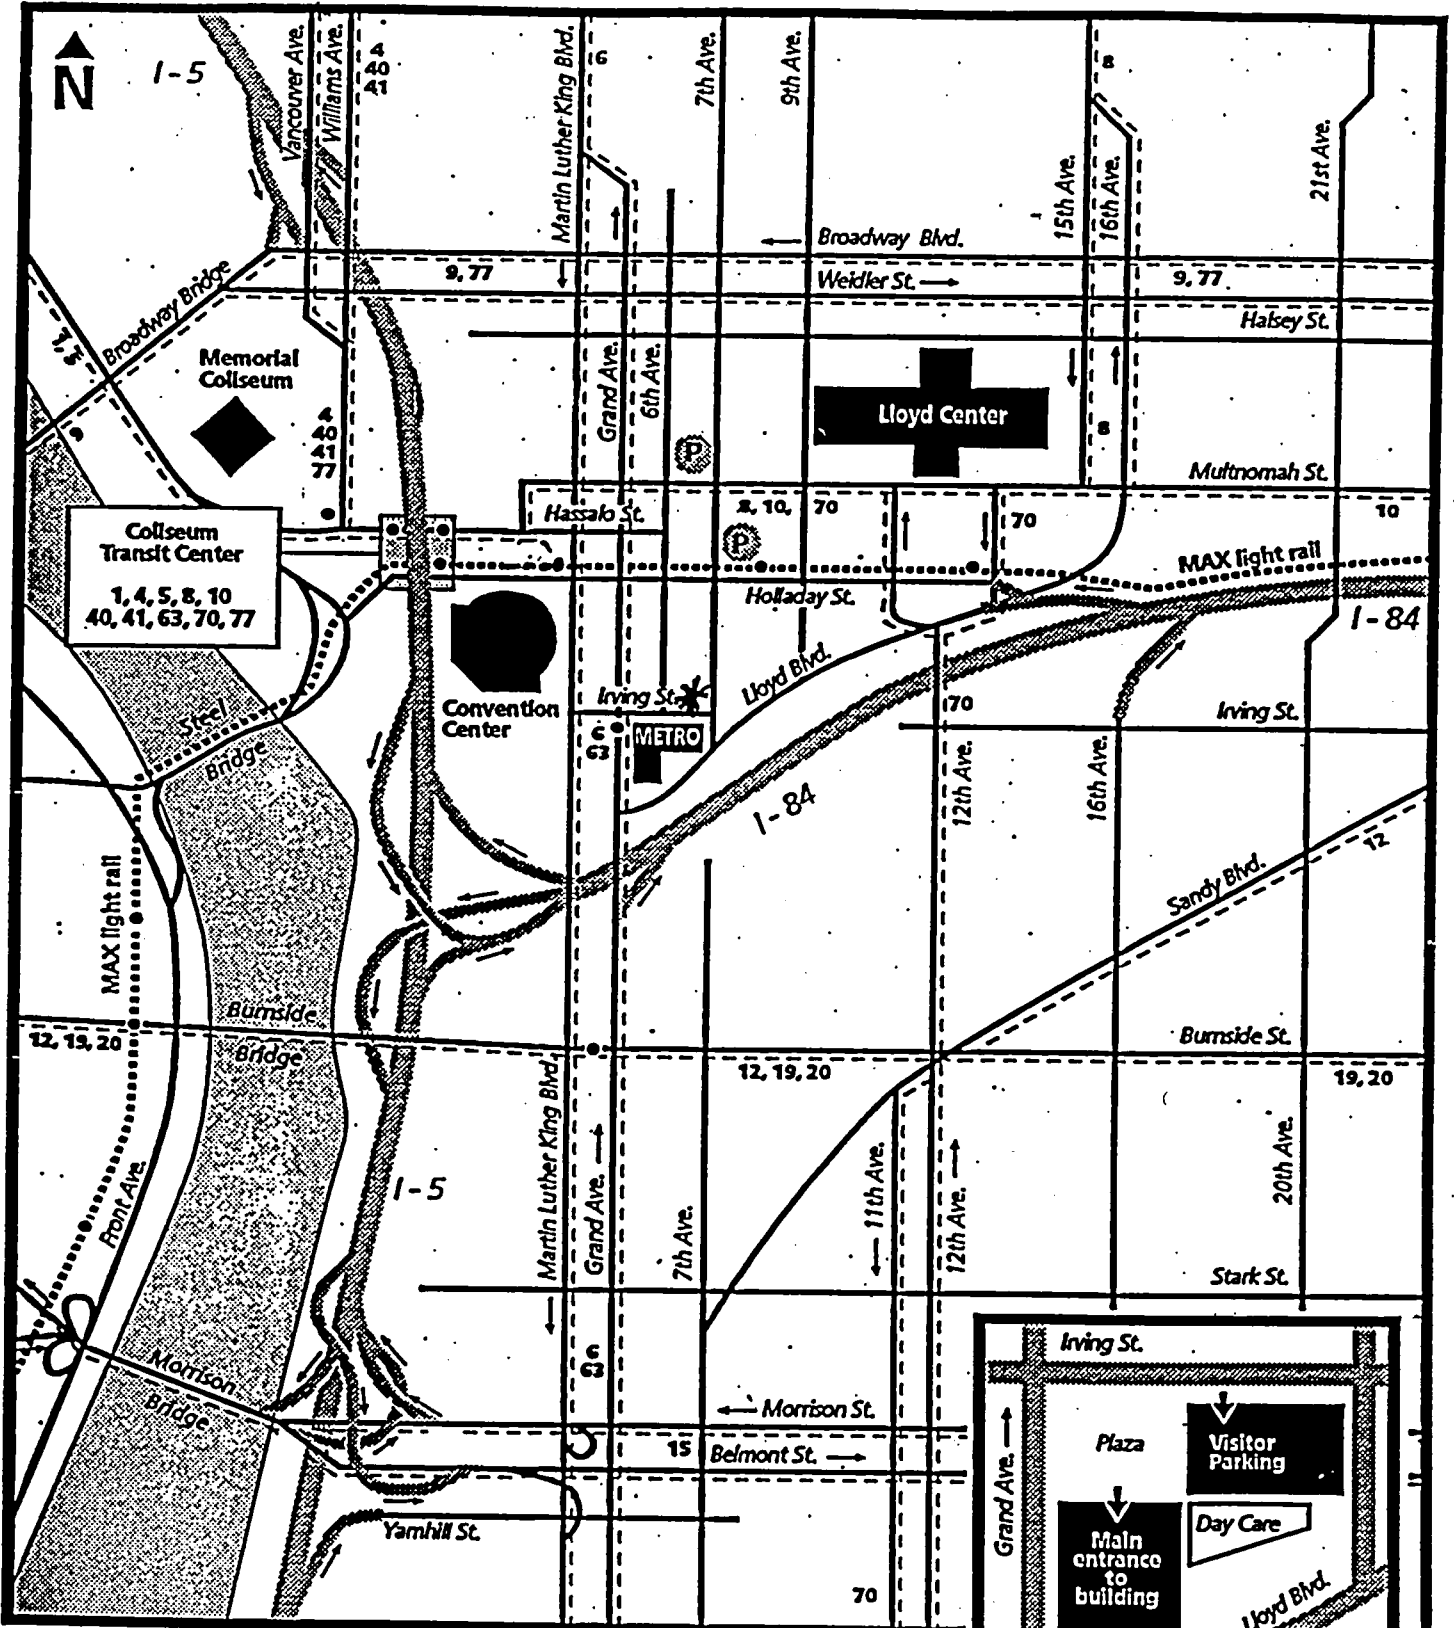 N
I-5
Vancouver Ave.
Williams Ave.
4
40
41
Martin Luther King Blvd.
6
7th Ave.
9th Ave.
8
15th Ave.
16th Ave.
21st Ave.
Broadway Blvd.
9, 77
Weidler St.
9, 77
Halsey St.
Broadway Bridge
1, 5
9
Memorial
Coliseum
4
40
41
77
Grand Ave.
6th Ave.
P
Lloyd Center
8
Multnomah St.
Hassalo St.
8, 10, 70
70
10
P
Coliseum
Transit Center
1, 4, 5, 8, 10
40, 41, 63, 70, 77
MAX light rail
Holladay St.
I-84
Lloyd Blvd.
Convention
Center
Irving St.
6
63
METRO
70
Irving St.
Steel
Bridge
I-84
12th Ave.
16th Ave.
MAX light rail
Sandy Blvd.
12
Burnside
Bridge
12, 19, 20
Burnside St.
12, 19, 20
19, 20
Martin Luther King Blvd.
Grand Ave.
7th Ave.
11th Ave.
12th Ave.
20th Ave.
I-5
Front Ave.
Stark St.
6
63
Morrison
Bridge
Morrison St.
15
Belmont St.
Yamhill St.
70
Irving St.
Grand Ave.
Plaza
Visitor
Parking
Day Care
Main
entrance
to
building
Lloyd Blvd.